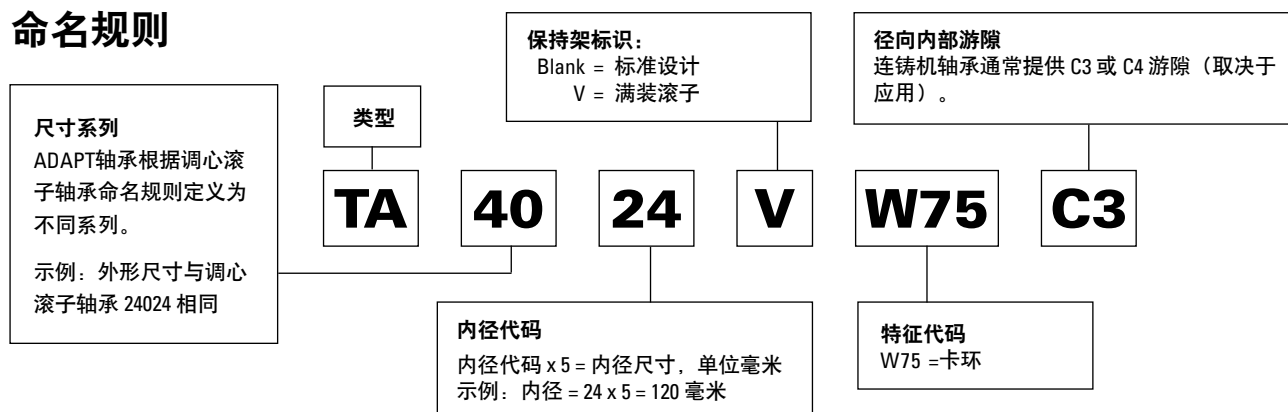 命名规则
尺寸系列
ADAPT轴承根据调心滚
子轴承命名规则定义为
不同系列。
示例：外形尺寸与调心
滚子轴承 24024 相同
类型
保持架标识：
Blank = 标准设计
V = 满装滚子
径向内部游隙
连铸机轴承通常提供 C3 或 C4 游隙（取决于
应用）。
TA 40 24 V W75 C3
内径代码
内径代码 x 5 = 内径尺寸，单位毫米
示例：内径 = 24 x 5 = 120 毫米
特征代码
W75 =卡环